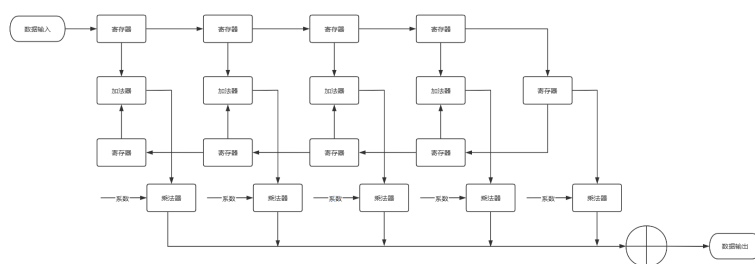 数据输入
寄存器
寄存器
寄存器
寄存器
加法器
加法器
加法器
加法器
寄存器
寄存器
寄存器
寄存器
寄存器
系数
乘法器
系数
乘法器
系数
乘法器
系数
乘法器
系数
乘法器
数据输出